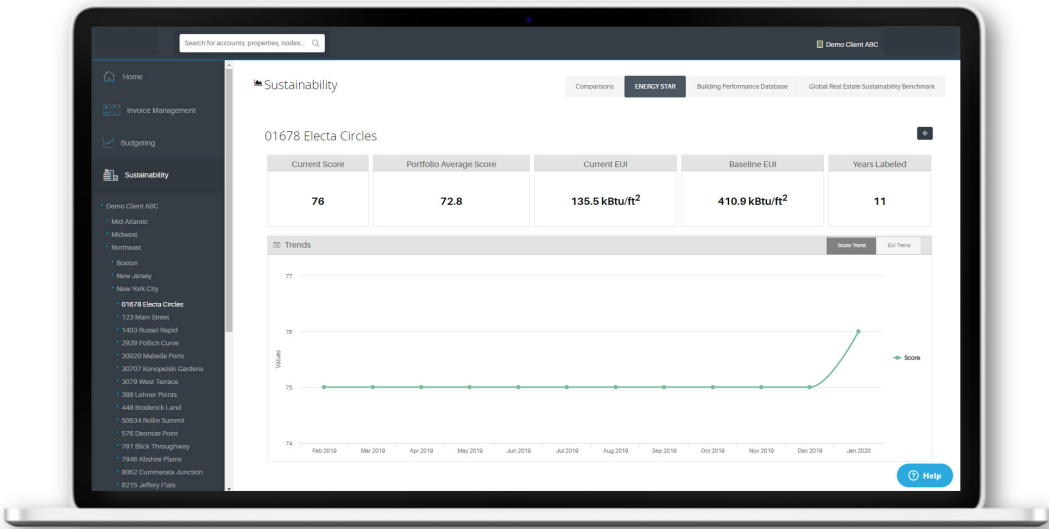 Search for accounts, properties, nodes...
Demo Client ABC
Home
Invoice Management
Budgeting
Sustainability
Demo Client ABC
Mid-Atlantic
Midwest
Northeast
Boston
New Jersey
New York City
01678 Electa Circles
123 Main Street
1403 Russel Rapid
2929 Pollich Curve
30020 Mabelle Ports
30707 Konopelski Gardens
3079 West Terrace
389 Lehner Points
448 Broderick Land
50634 Rollin Summit
576 Deontae Point
781 Blick Throughway
7946 Abshire Plains
8062 Cummerata Junction
8215 Jeffery Flats
Sustainability
Comparisons ENERGY STAR Building Performance Database Global Real Estate Sustainability Benchmark
01678 Electa Circles
Current Score Portfolio Average Score Current EUI Baseline EUI Years Labeled
76 72.8 135.5 kBtu/ft² 410.9 kBtu/ft² 11
Trends
Score Trend EUI Trend
77
76
75
74
Values
Score
Feb 2019 Mar 2019 Apr 2019 May 2019 Jun 2019 Jul 2019 Aug 2019 Sep 2019 Oct 2019 Nov 2019 Dec 2019 Jan 2020
Help